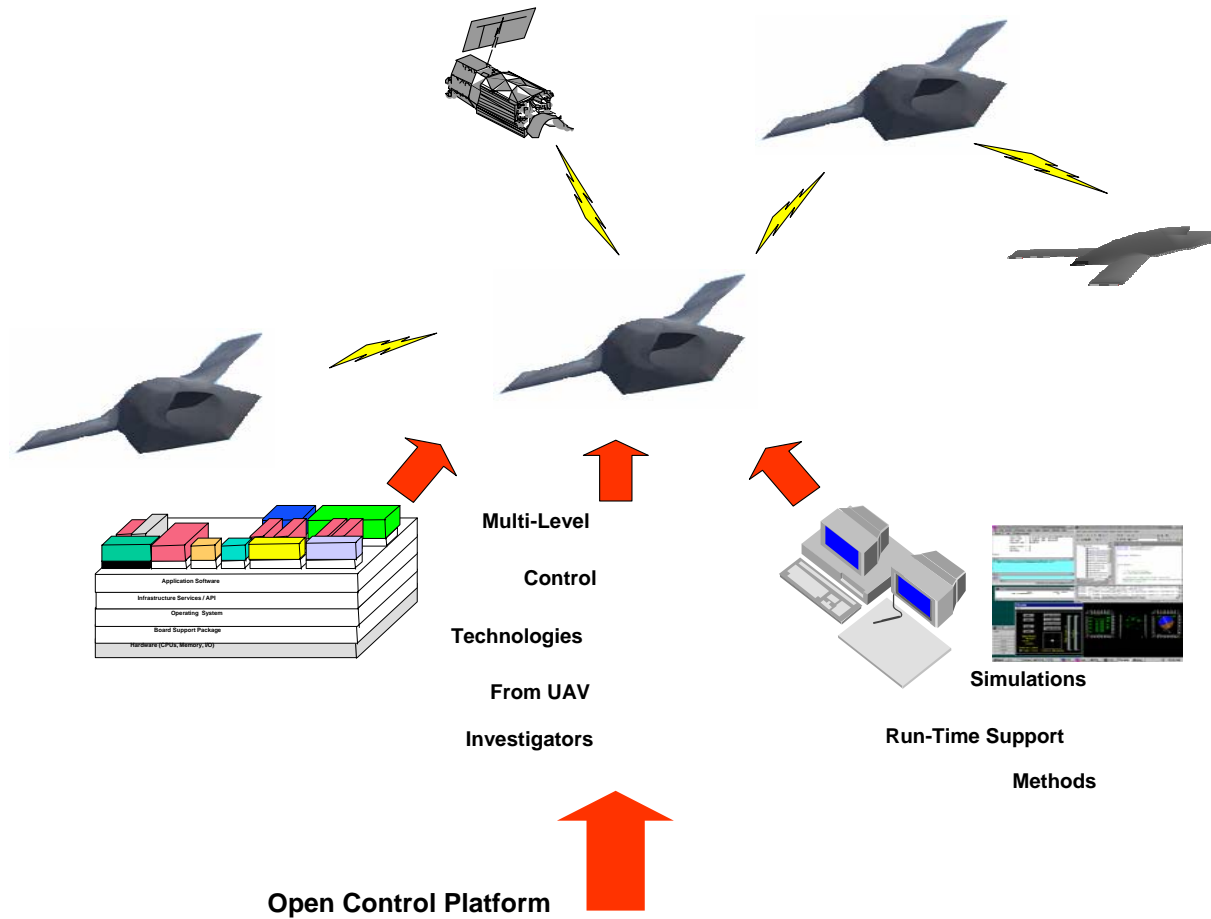 Multi-Level
Control
Technologies
From UAV
Investigators
Application Software
Infrastructure Services / API
Operating System
Board Support Package
Hardware (CPUs, Memory, I/O)
Simulations
Run-Time Support
Methods
Open Control Platform